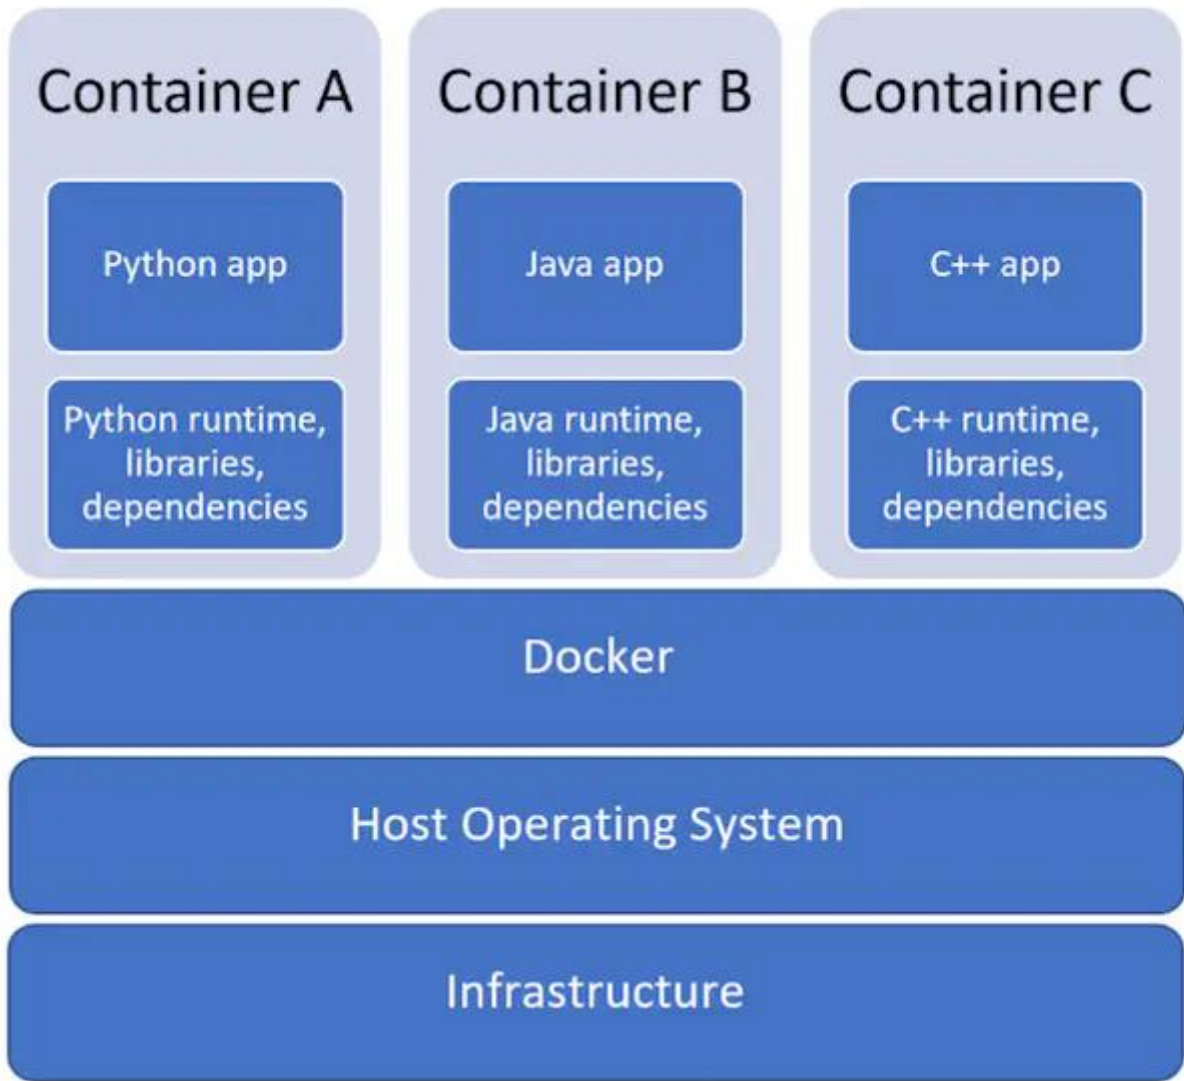 Container A
Python app
Python runtime,
libraries,
dependencies
Container B
Java app
Java runtime,
libraries,
dependencies
Container C
C++ app
C++ runtime,
libraries,
dependencies
Docker
Host Operating System
Infrastructure